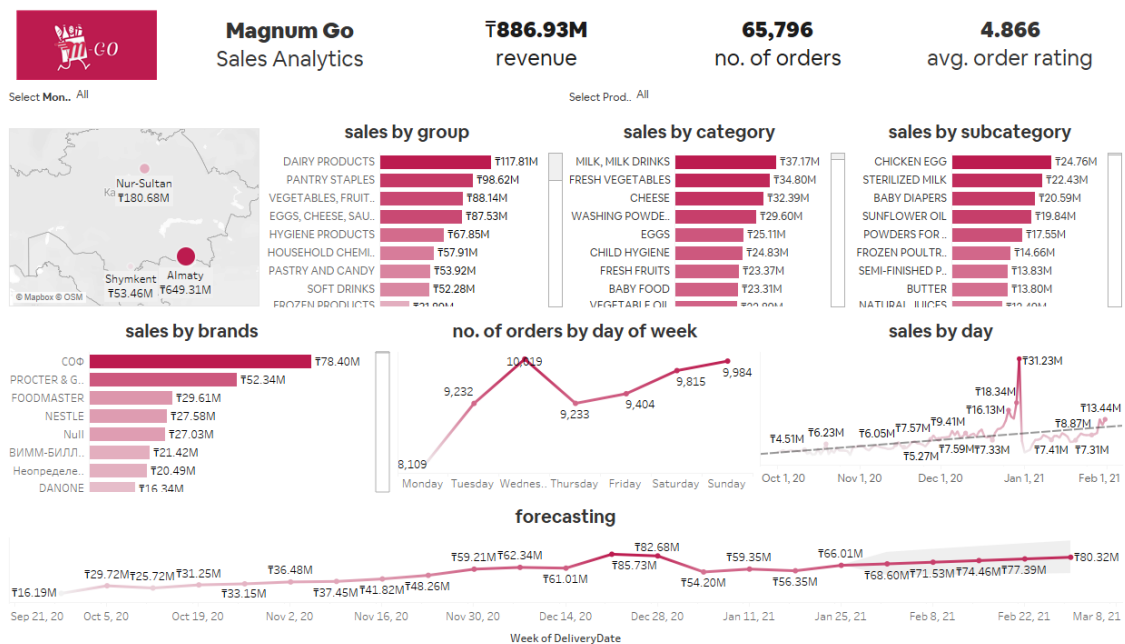 GO
Magnum Go
Sales Analytics
₸886.93M
revenue
65,796
no. of orders
4.866
avg. order rating
Select Mon.. All
Select Prod.. All
Nur-Sultan
₸180.68M
Shymkent
₸53.46M
Almaty
₸649.31M
© Mapbox © OSM
sales by group
DAIRY PRODUCTS ₸117.81M
PANTRY STAPLES ₸98.62M
VEGETABLES, FRUIT.. ₸88.14M
EGGS, CHEESE, SAU.. ₸87.53M
HYGIENE PRODUCTS ₸67.85M
HOUSEHOLD CHEMI.. ₸57.91M
PASTRY AND CANDY ₸53.92M
SOFT DRINKS ₸52.28M
FROZEN PRODUCTS
sales by category
MILK, MILK DRINKS ₸37.17M
FRESH VEGETABLES ₸34.80M
CHEESE ₸32.39M
WASHING POWDE.. ₸29.60M
EGGS ₸25.11M
CHILD HYGIENE ₸24.83M
FRESH FRUITS ₸23.37M
BABY FOOD ₸23.31M
VEGETABLE OIL
sales by subcategory
CHICKEN EGG ₸24.76M
STERILIZED MILK ₸22.43M
BABY DIAPERS ₸20.59M
SUNFLOWER OIL ₸19.84M
POWDERS FOR .. ₸17.55M
FROZEN POULTR.. ₸14.66M
SEMI-FINISHED P.. ₸13.83M
BUTTER ₸13.80M
NATURAL JUICES
sales by brands
СОФ ₸78.40M
PROCTER & G.. ₸52.34M
FOODMASTER ₸29.61M
NESTLE ₸27.58M
Null ₸27.03M
ВИММ-БИЛЛ.. ₸21.42M
Неопределе.. ₸20.49M
DANONE ₸16.34M
no. of orders by day of week
8,109
9,232
10,019
9,233
9,404
9,815
9,984
Monday Tuesday Wednes.. Thursday Friday Saturday Sunday
sales by day
₸4.51M
₸6.23M
₸6.05M
₸7.57M
₸5.27M
₸9.41M
₸7.59M
₸7.33M
₸16.13M
₸18.34M
₸31.23M
₸7.41M
₸8.87M
₸7.31M
₸13.44M
Oct 1, 20 Nov 1, 20 Dec 1, 20 Jan 1, 21 Feb 1, 21
forecasting
₸16.19M
₸29.72M
₸25.72M
₸31.25M
₸33.15M
₸36.48M
₸37.45M
₸41.82M
₸48.26M
₸59.21M
₸62.34M
₸61.01M
₸85.73M
₸82.68M
₸54.20M
₸59.35M
₸56.35M
₸66.01M
₸68.60M
₸71.53M
₸74.46M
₸77.39M
₸80.32M
Sep 21, 20 Oct 5, 20 Oct 19, 20 Nov 2, 20 Nov 16, 20 Nov 30, 20 Dec 14, 20 Dec 28, 20 Jan 11, 21 Jan 25, 21 Feb 8, 21 Feb 22, 21 Mar 8, 21
Week of DeliveryDate